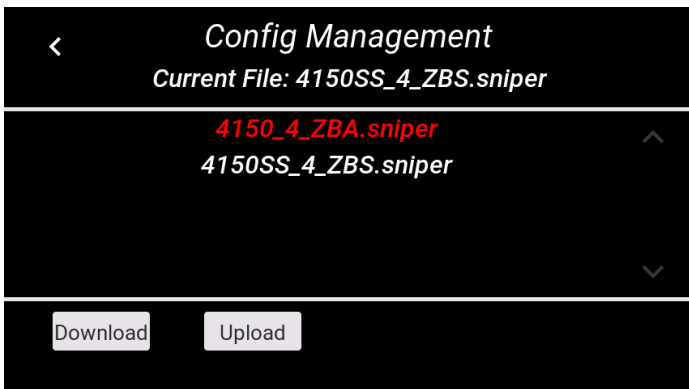 Config Management
Current File: 4150SS_4_ZBS.sniper
4150_4_ZBA.sniper
4150SS_4_ZBS.sniper
Download Upload